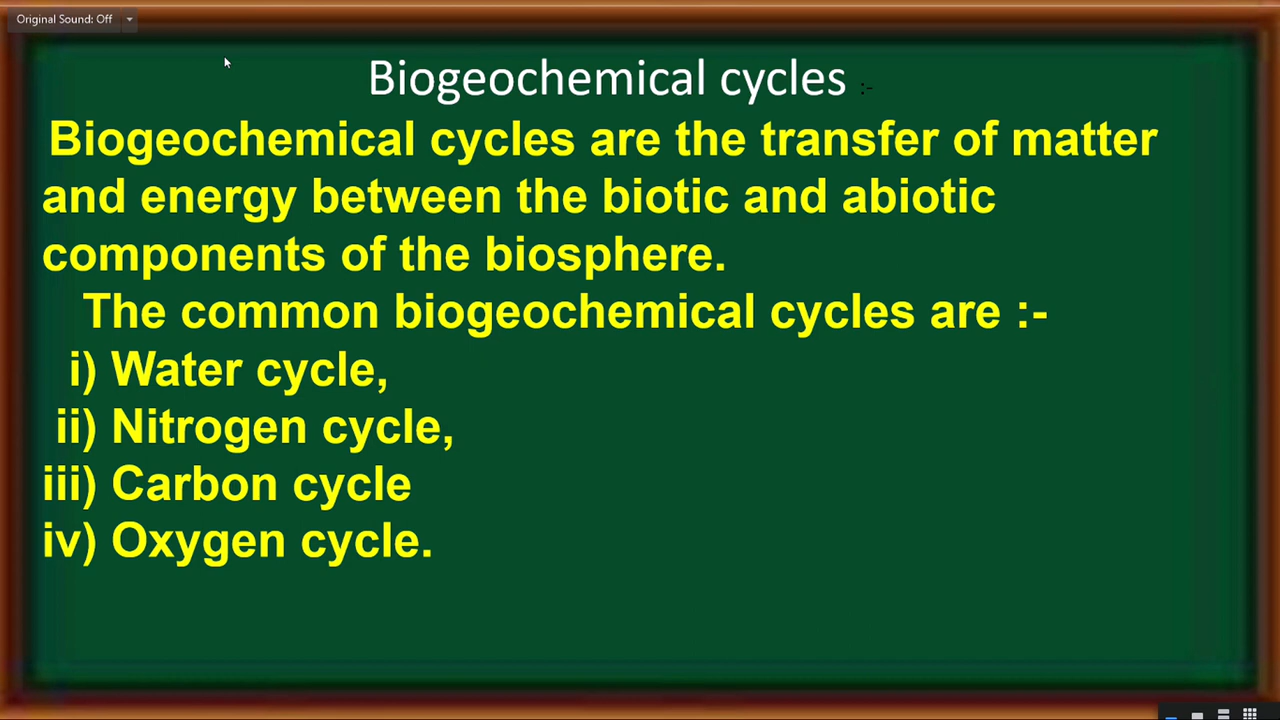 Original Sound: Off
Biogeochemical cycles :-
Biogeochemical cycles are the transfer of matter
and energy between the biotic and abiotic
components of the biosphere.
The common biogeochemical cycles are :-
i) Water cycle,
ii) Nitrogen cycle,
iii) Carbon cycle
iv) Oxygen cycle.